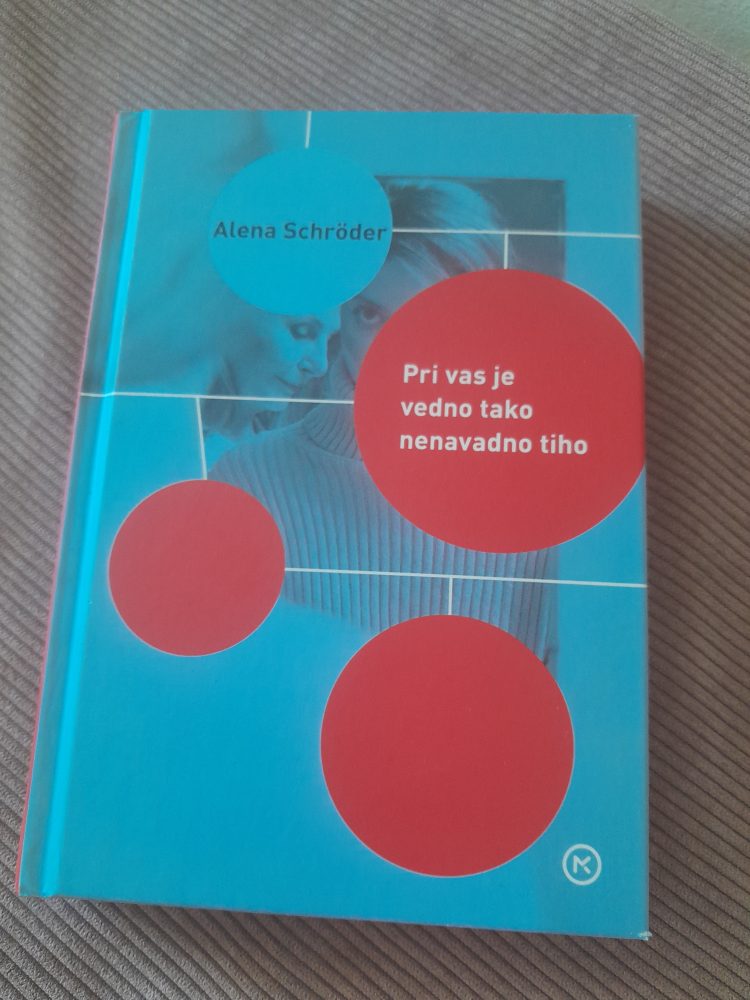 Alena Schröder
Pri vas je
vedno tako
nenavadno tiho